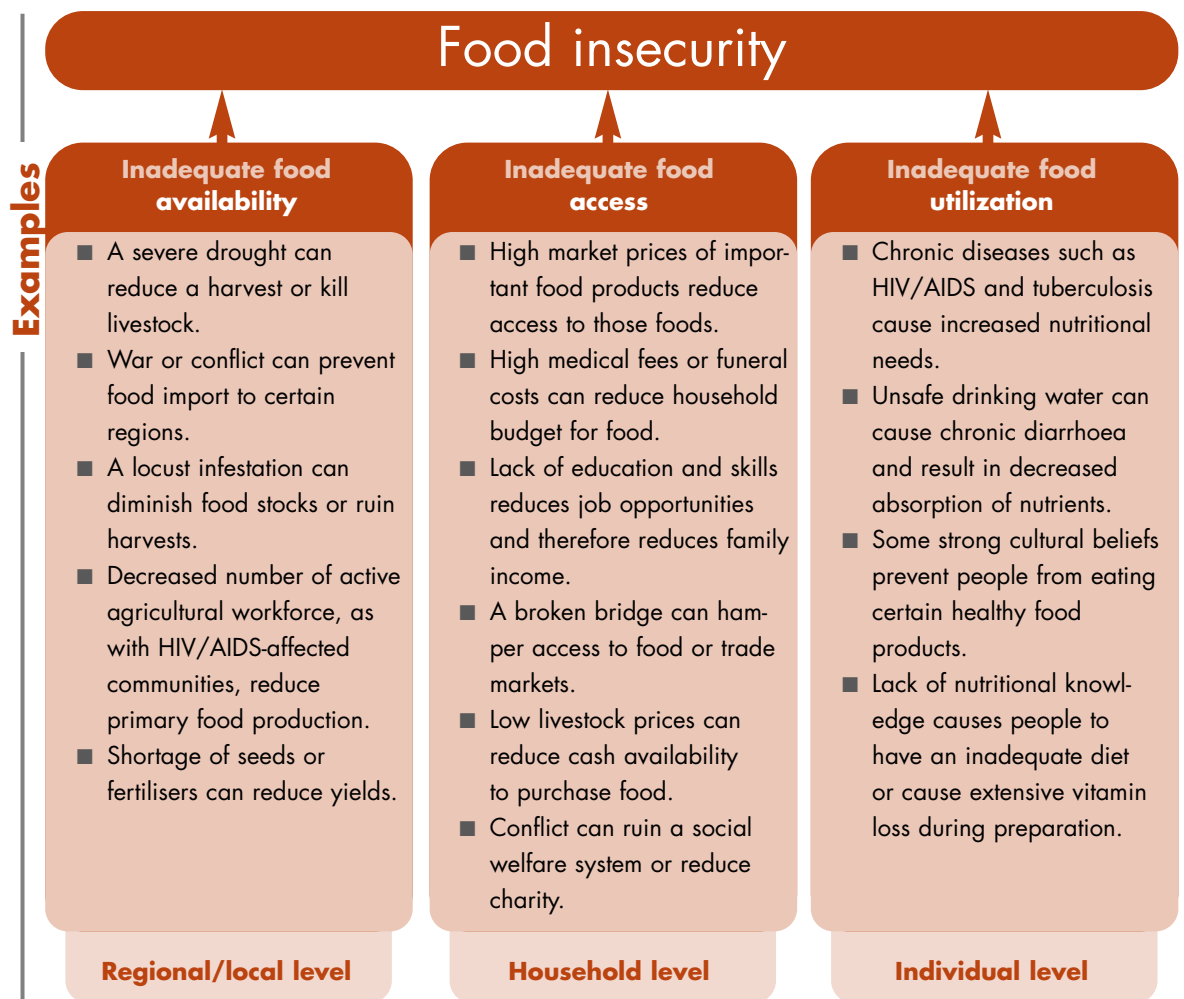 Food insecurity
Examples
Inadequate food
availability
■ A severe drought can
reduce a harvest or kill
livestock.
■ War or conflict can prevent
food import to certain
regions.
■ A locust infestation can
diminish food stocks or ruin
harvests.
■ Decreased number of active
agricultural workforce, as
with HIV/AIDS-affected
communities, reduce
primary food production.
■ Shortage of seeds or
fertilisers can reduce yields.
Regional/local level
Inadequate food
access
■ High market prices of impor-
tant food products reduce
access to those foods.
■ High medical fees or funeral
costs can reduce household
budget for food.
■ Lack of education and skills
reduces job opportunities
and therefore reduces family
income.
■ A broken bridge can ham-
per access to food or trade
markets.
■ Low livestock prices can
reduce cash availability
to purchase food.
■ Conflict can ruin a social
welfare system or reduce
charity.
Household level
Inadequate food
utilization
■ Chronic diseases such as
HIV/AIDS and tuberculosis
cause increased nutritional
needs.
■ Unsafe drinking water can
cause chronic diarrhoea
and result in decreased
absorption of nutrients.
■ Some strong cultural beliefs
prevent people from eating
certain healthy food
products.
■ Lack of nutritional knowl-
edge causes people to
have an inadequate diet
or cause extensive vitamin
loss during preparation.
Individual level